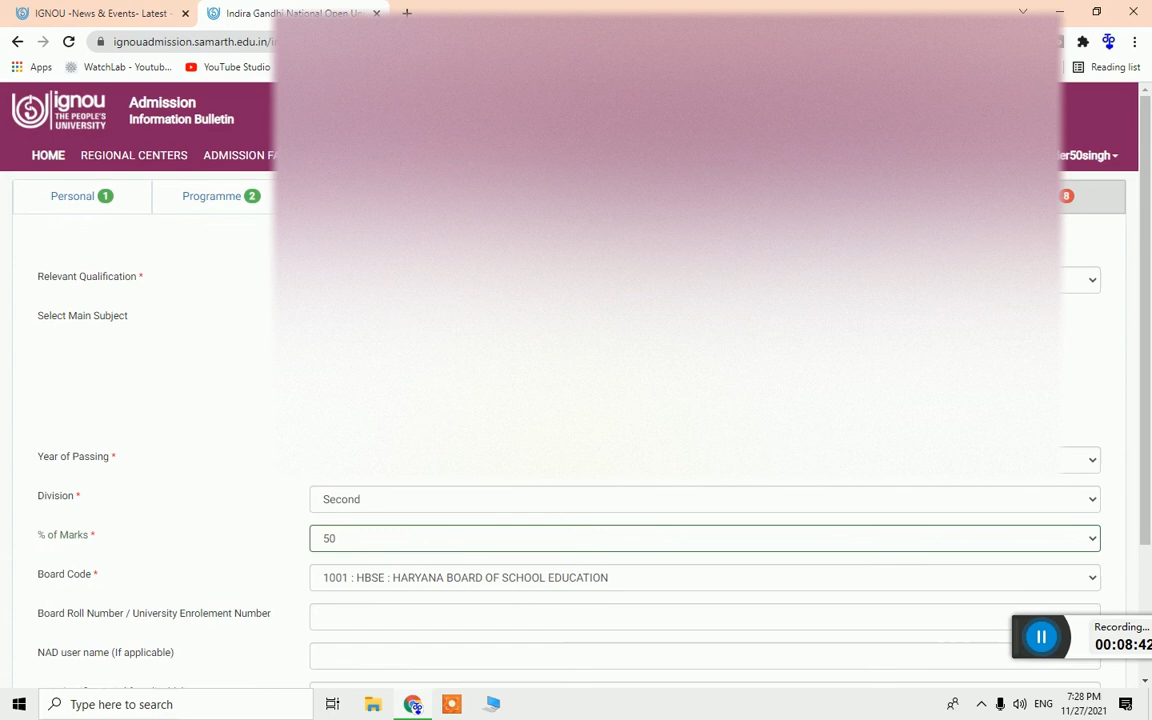 IGNOU -News & Events- Latest -
Indira Gandhi National Open Un
ignouadmission.samarth.edu.in/i
Apps
WatchLab - Youtub...
YouTube Studio
Reading list
ignou
THE PEOPLE'S
UNIVERSITY
Admission
Information Bulletin
HOME
REGIONAL CENTERS
ADMISSION FA
er50singh
Personal 1
Programme 2
8
Relevant Qualification *
Select Main Subject
Year of Passing *
Division *
Second
% of Marks *
50
Board Code *
1001 : HBSE : HARYANA BOARD OF SCHOOL EDUCATION
Board Roll Number / University Enrolement Number
NAD user name (If applicable)
Recording...
00:08:42
Type here to search
ENG
7:28 PM
11/27/2021